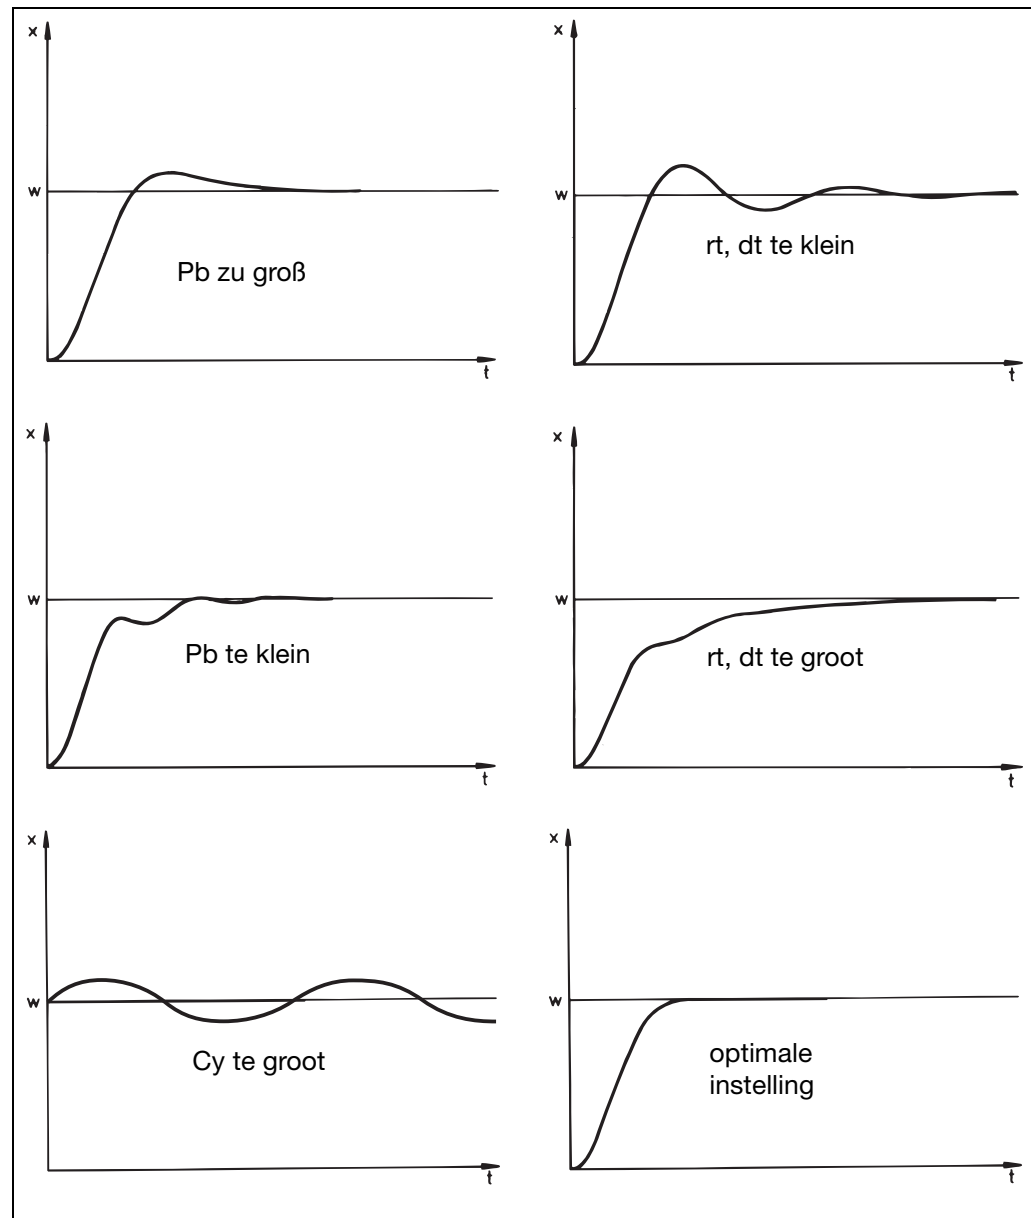 x
w
Pb zu groß
t
x
w
rt, dt te klein
t
x
w
Pb te klein
t
x
w
rt, dt te groot
t
x
w
Cy te groot
t
x
w
optimale
instelling
t